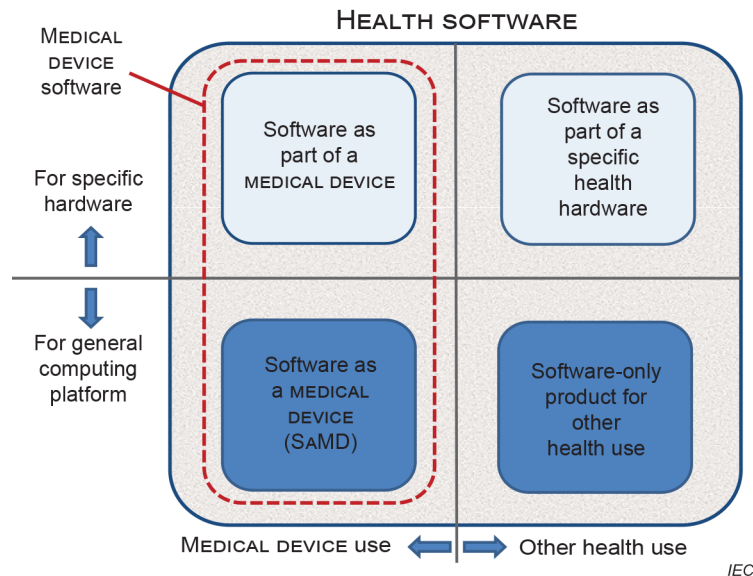 HEALTH SOFTWARE
MEDICAL
DEVICE
SOFTWARE
Software as
part of a
MEDICAL DEVICE
Software as
part of a
specific
health
hardware
For specific
hardware
For general
computing
platform
Software as
a MEDICAL
DEVICE
(SAMD)
Software-only
product for
other
health use
MEDICAL DEVICE use
Other health use
IEC